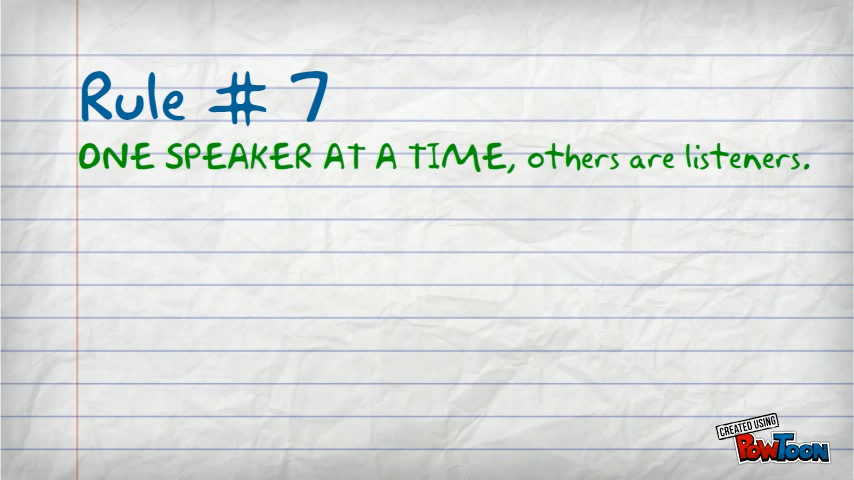 Rule # 7
ONE SPEAKER AT A TIME, others are listeners.
CREATED USING
POWTOON